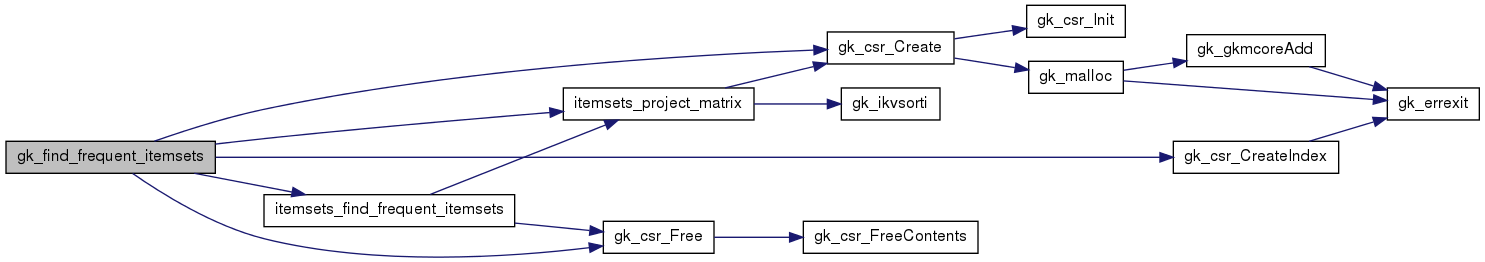 gk_csr_Init
gk_csr_Create
gk_gkmcoreAdd
gk_malloc
itemsets_project_matrix
gk_ikvsorti
gk_errexit
gk_find_frequent_itemsets
gk_csr_CreateIndex
itemsets_find_frequent_itemsets
gk_csr_Free
gk_csr_FreeContents